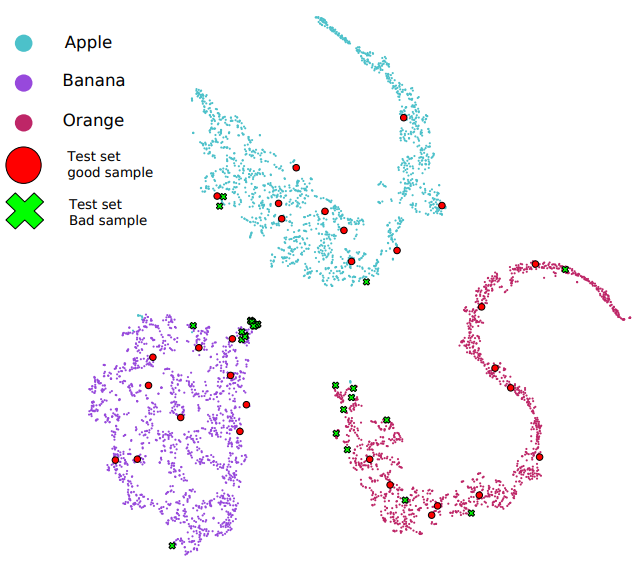 Apple
Banana
Orange
Test set
good sample
Test set
Bad sample